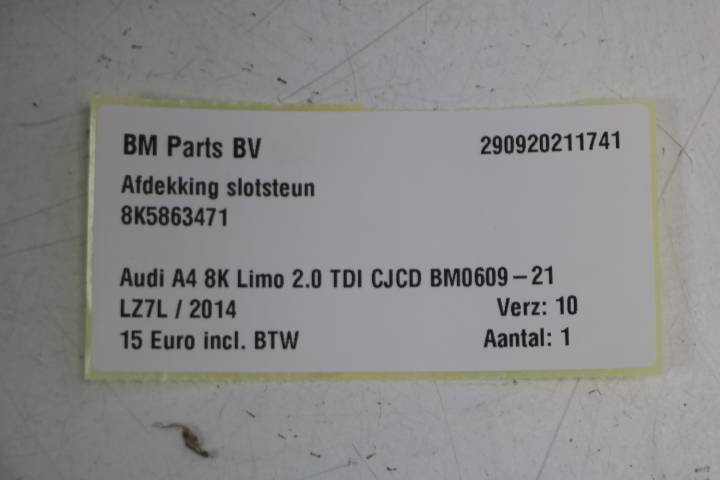 BM Parts BV 290920211741
Afdekking slotsteun
8K5863471
Audi A4 8K Limo 2.0 TDI CJCD BM0609-21
LZ7L / 2014 Verz: 10
15 Euro incl. BTW Aantal: 1